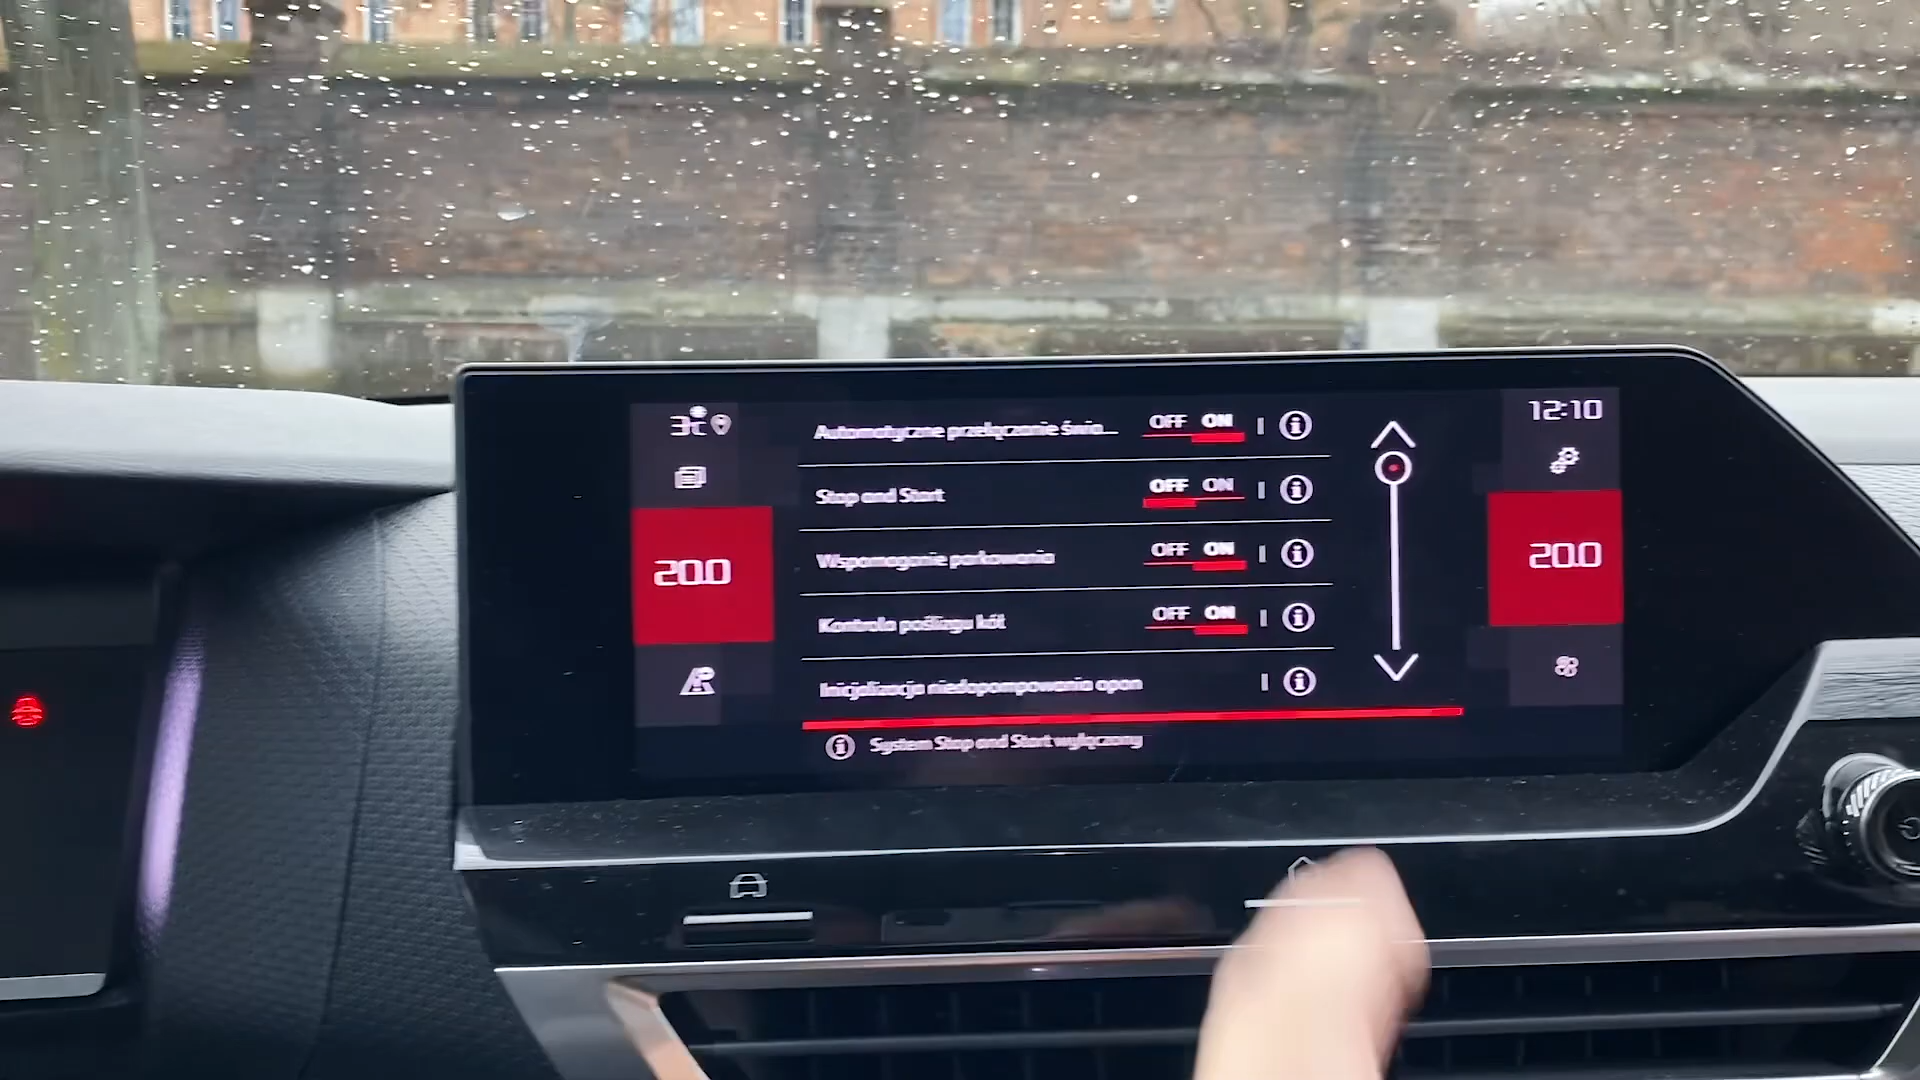 3°C
12:10
Automatyczne przełączanie świa...
OFF ON
Stop and Start
OFF ON
20.0
20.0
Wspomaganie parkowania
OFF ON
Kontrola poślizgu kół
OFF ON
Inicjalizacja niedopompowania opon
System Stop and Start wyłączony